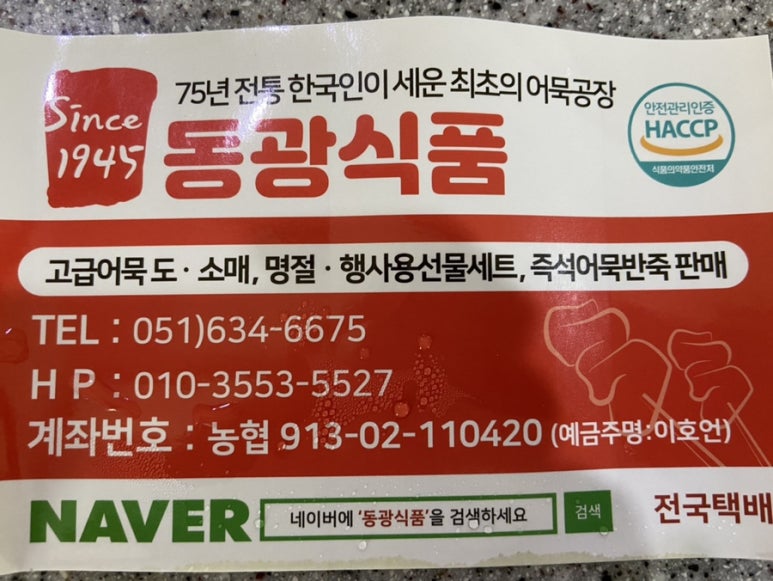 Since
1945
75년 전통 한국인이 세운 최초의 어묵공장
동광식품
안전관리인증
HACCP
식품의약품안전처
고급어묵 도·소매, 명절·행사용선물세트, 즉석어묵반죽 판매
TEL : 051)634-6675
H P : 010-3553-5527
계좌번호 : 농협 913-02-110420 (예금주명:이호언)
NAVER 네이버에 '동광식품'을 검색하세요 검색 전국택배